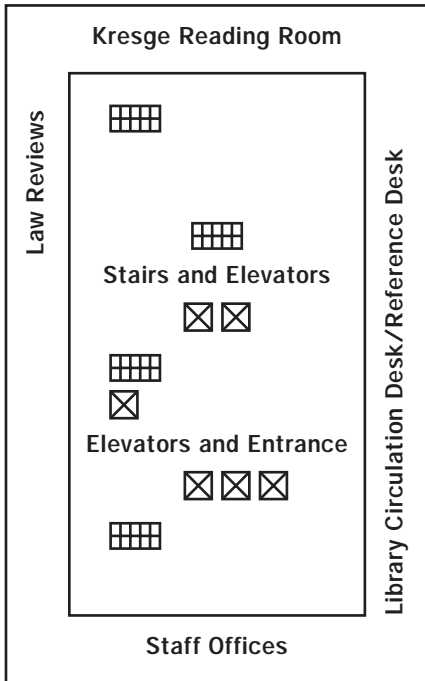 Kresge Reading Room
Law Reviews
Stairs and Elevators
Elevators and Entrance
Library Circulation Desk/Reference Desk
Staff Offices